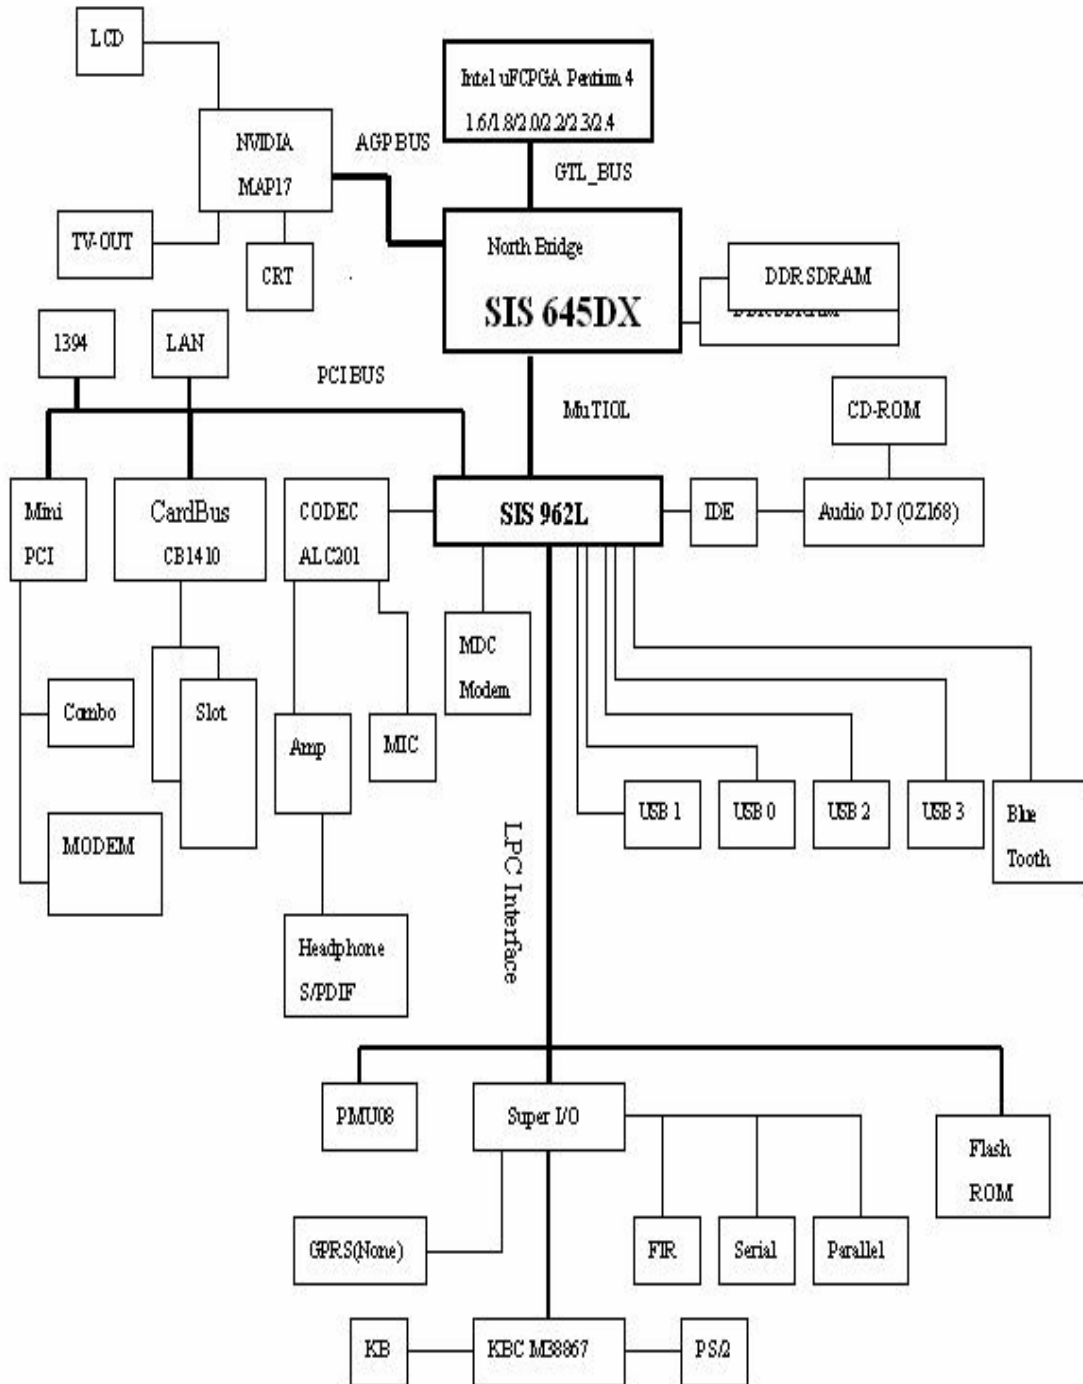 LCD
Intel uFCPGA Pentium 4
1.6/1.8/2.0/2.2/2.3/2.4
NVIDIA
MAP17
AGP BUS
GTL_BUS
TV-OUT
CRT
North Bridge
SIS 645DX
DDR SDRAM
DDR SDRAM
1394
LAN
PCI BUS
MuTIOL
CD-ROM
Mini
PCI
CardBus
CB1410
CODEC
ALC201
SIS 962L
IDE
Audio DJ (OZ168)
MDC
Modem
Combo
Slot
Amp
MIC
USB 1
USB 0
USB 2
USB 3
Blue
Tooth
MODEM
LPC Interface
Headphone
S/PDIF
PMU08
Super I/O
Flash
ROM
GPRS(None)
FIR
Serial
Parallel
KB
KBC M38867
PS/2